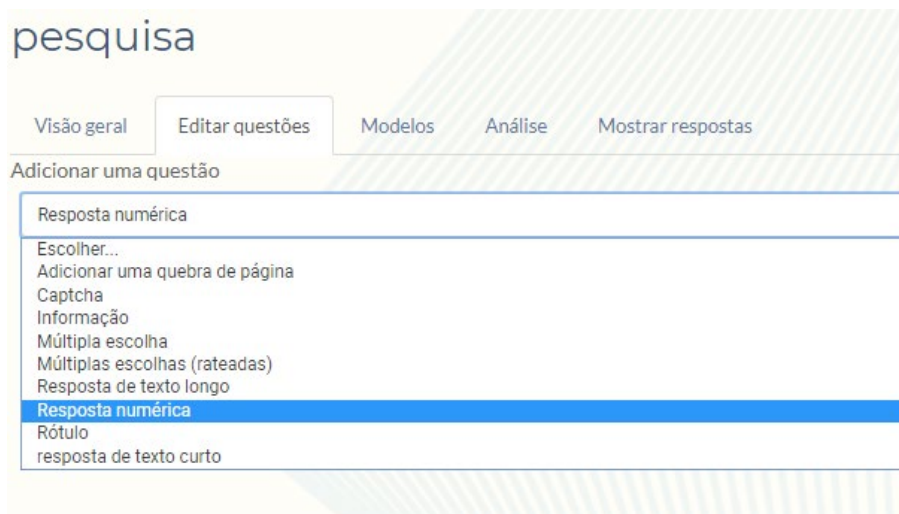 pesquisa
Visão geral Editar questões Modelos Análise Mostrar respostas
Adicionar uma questão
Resposta numérica
Escolher...
Adicionar uma quebra de página
Captcha
Informação
Múltipla escolha
Múltiplas escolhas (rateadas)
Resposta de texto longo
Resposta numérica
Rótulo
resposta de texto curto